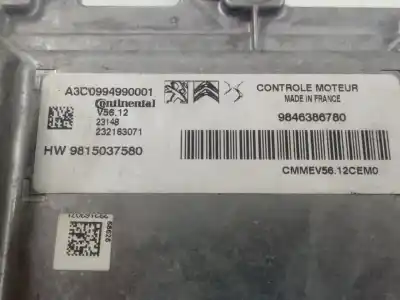 A3C0994990001
Continental
V56.12
23148
232163071
HW 9815037580
CONTROLE MOTEUR
MADE IN FRANCE
9846386780
CMMEV56.12CEM0